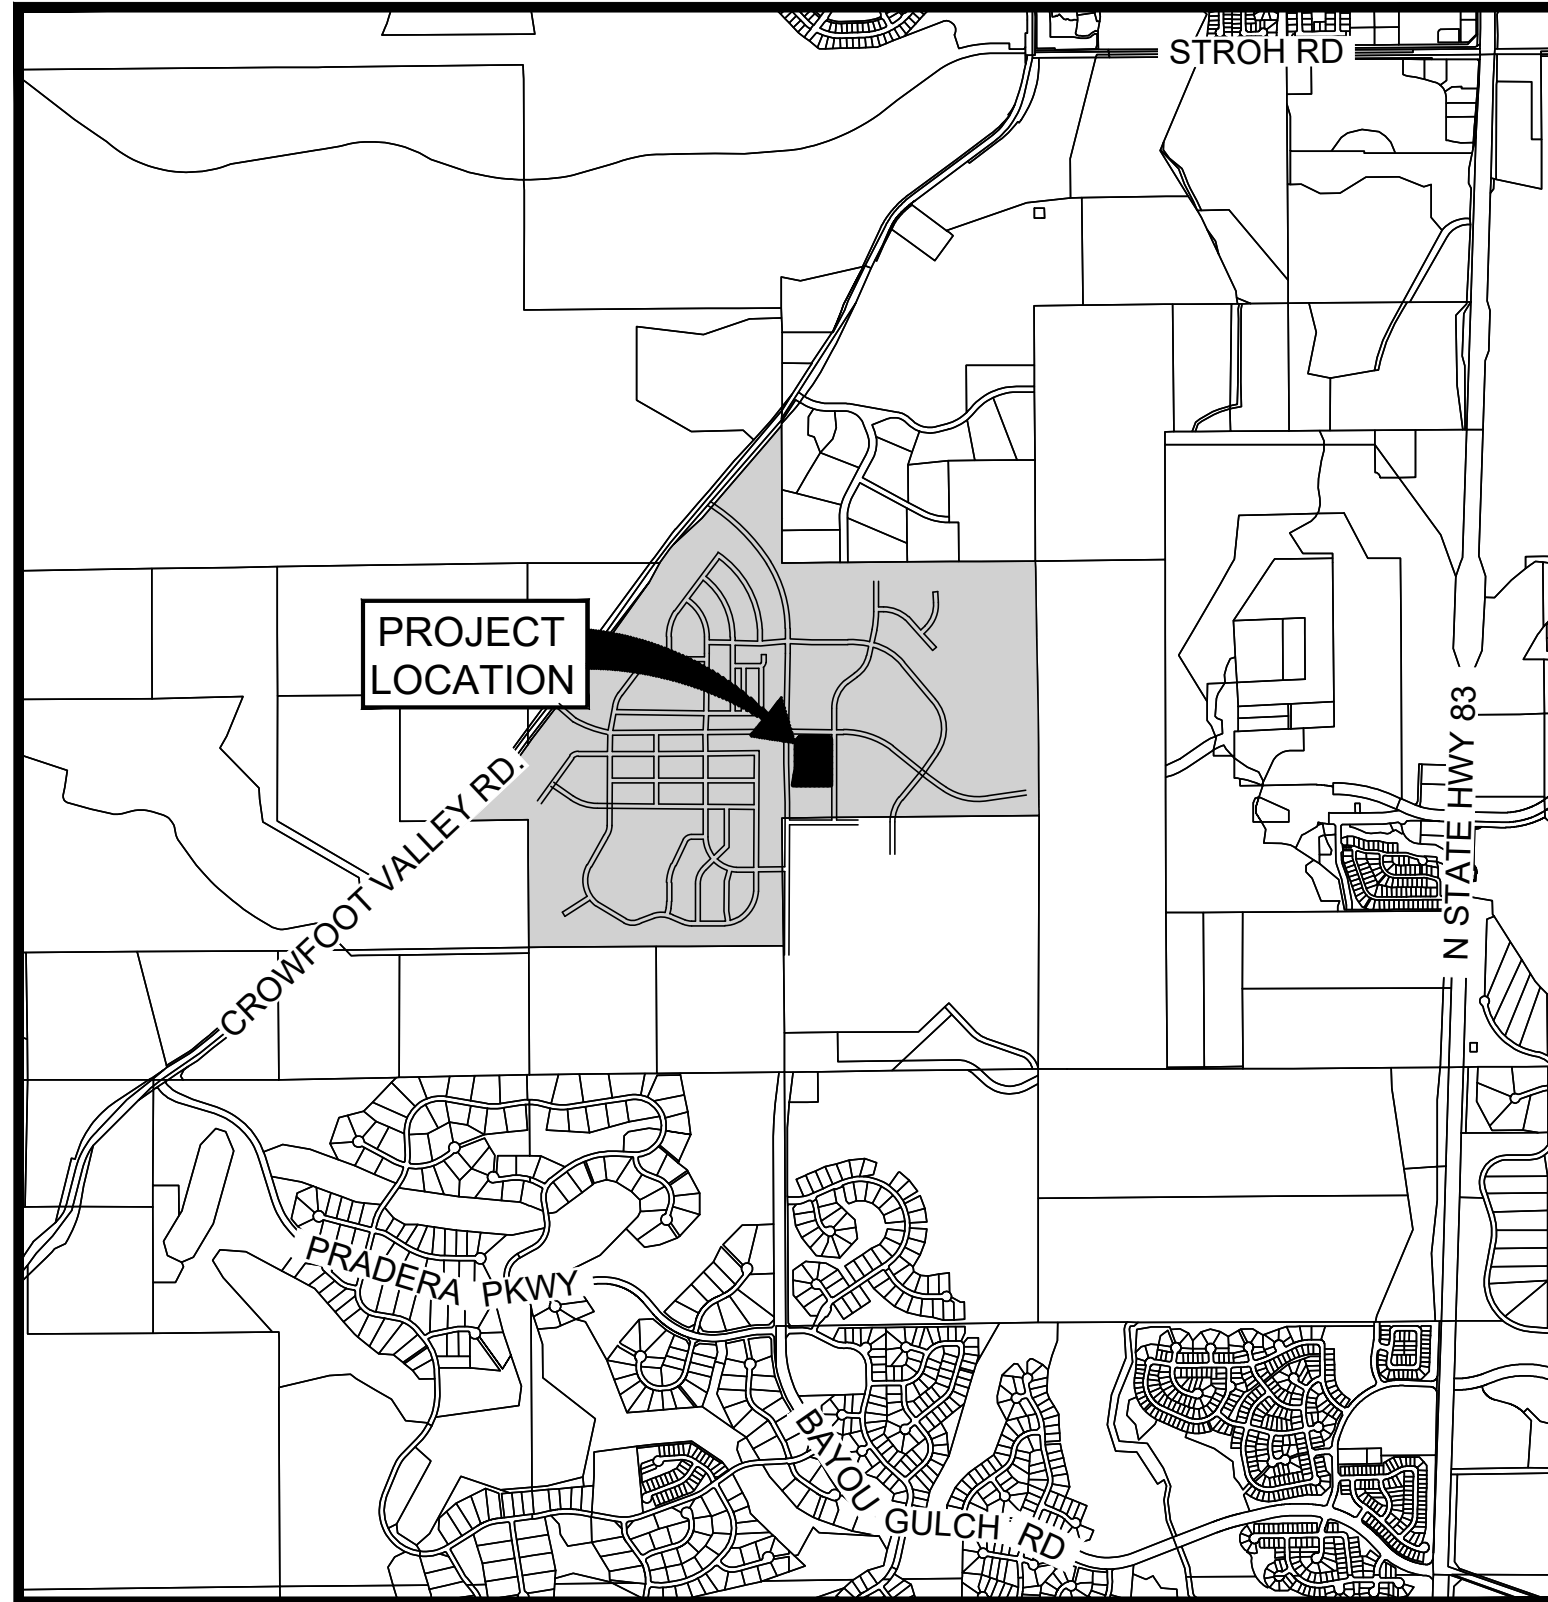 STROH RD
PROJECT
LOCATION
N STATE HWY 83
CROWFOOT VALLEY RD.
PRADERA PKWY
BAYOU GULCH RD